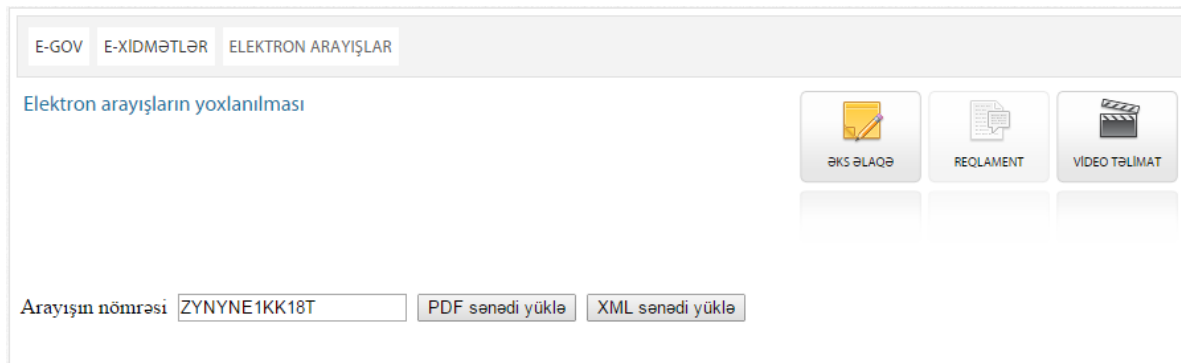 E-GOV E-XİDMƏTLƏR ELEKTRON ARAYIŞLAR
Elektron arayışların yoxlanılması
ƏKS ƏLAQƏ REQLAMENT VİDEO TƏLİMAT
Arayışın nömrəsi ZYNYNE1KK18T PDF sənədi yüklə XML sənədi yüklə